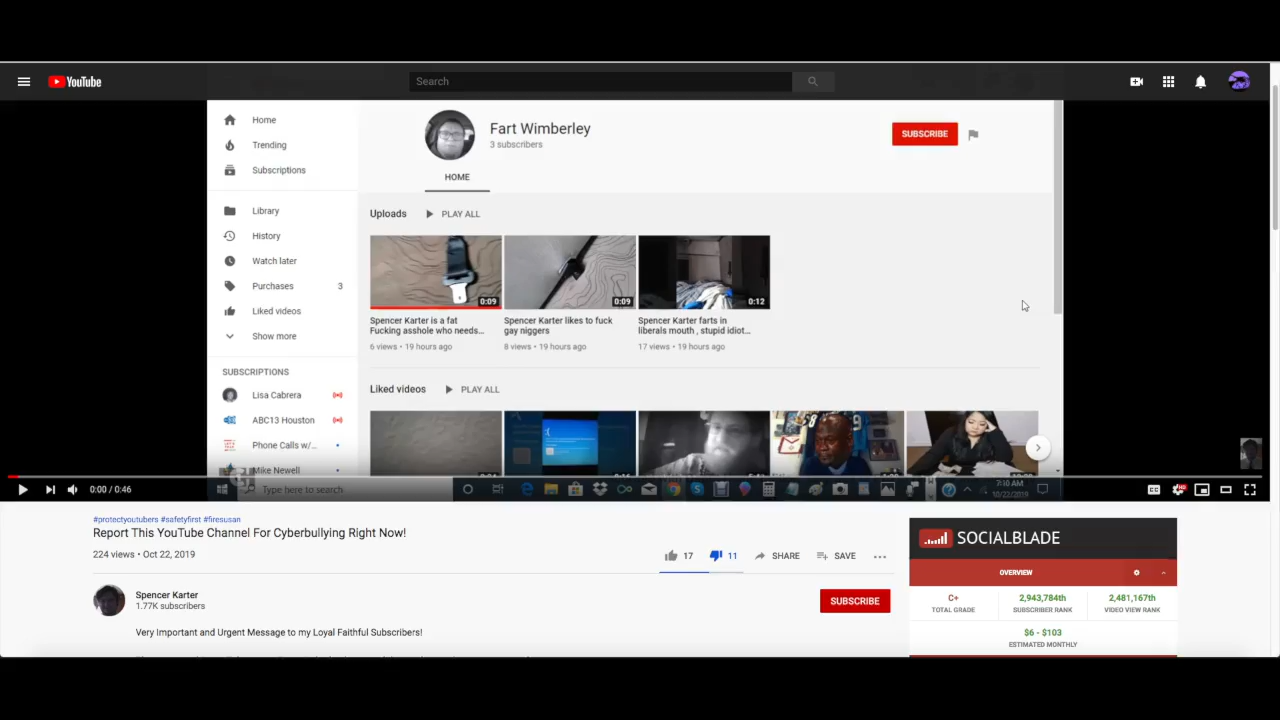 YouTube
Search
Home
Trending
Subscriptions
Library
History
Watch later
Purchases 3
Liked videos
Show more
SUBSCRIPTIONS
Lisa Cabrera
ABC13 Houston
Phone Calls w/...
Mike Newell
Fart Wimberley
3 subscribers
SUBSCRIBE
HOME
Uploads PLAY ALL
0:09 0:09 0:12
Spencer Karter is a fat
Fucking asshole who needs...
6 views • 19 hours ago
Spencer Karter likes to fuck
gay niggers
8 views • 19 hours ago
Spencer Karter farts in
liberals mouth , stupid idiot...
17 views • 19 hours ago
Liked videos PLAY ALL
Type here to search
7:10 AM
10/22/2019
0:00 / 0:46
#protectyoutubers #safetyfirst #firesusan
Report This YouTube Channel For Cyberbullying Right Now!
224 views • Oct 22, 2019
17 11 SHARE SAVE
Spencer Karter
1.77K subscribers
SUBSCRIBE
Very Important and Urgent Message to my Loyal Faithful Subscribers!
SOCIALBLADE
OVERVIEW
C+ 2,943,784th 2,481,167th
TOTAL GRADE SUBSCRIBER RANK VIDEO VIEW RANK
$6 - $103
ESTIMATED MONTHLY